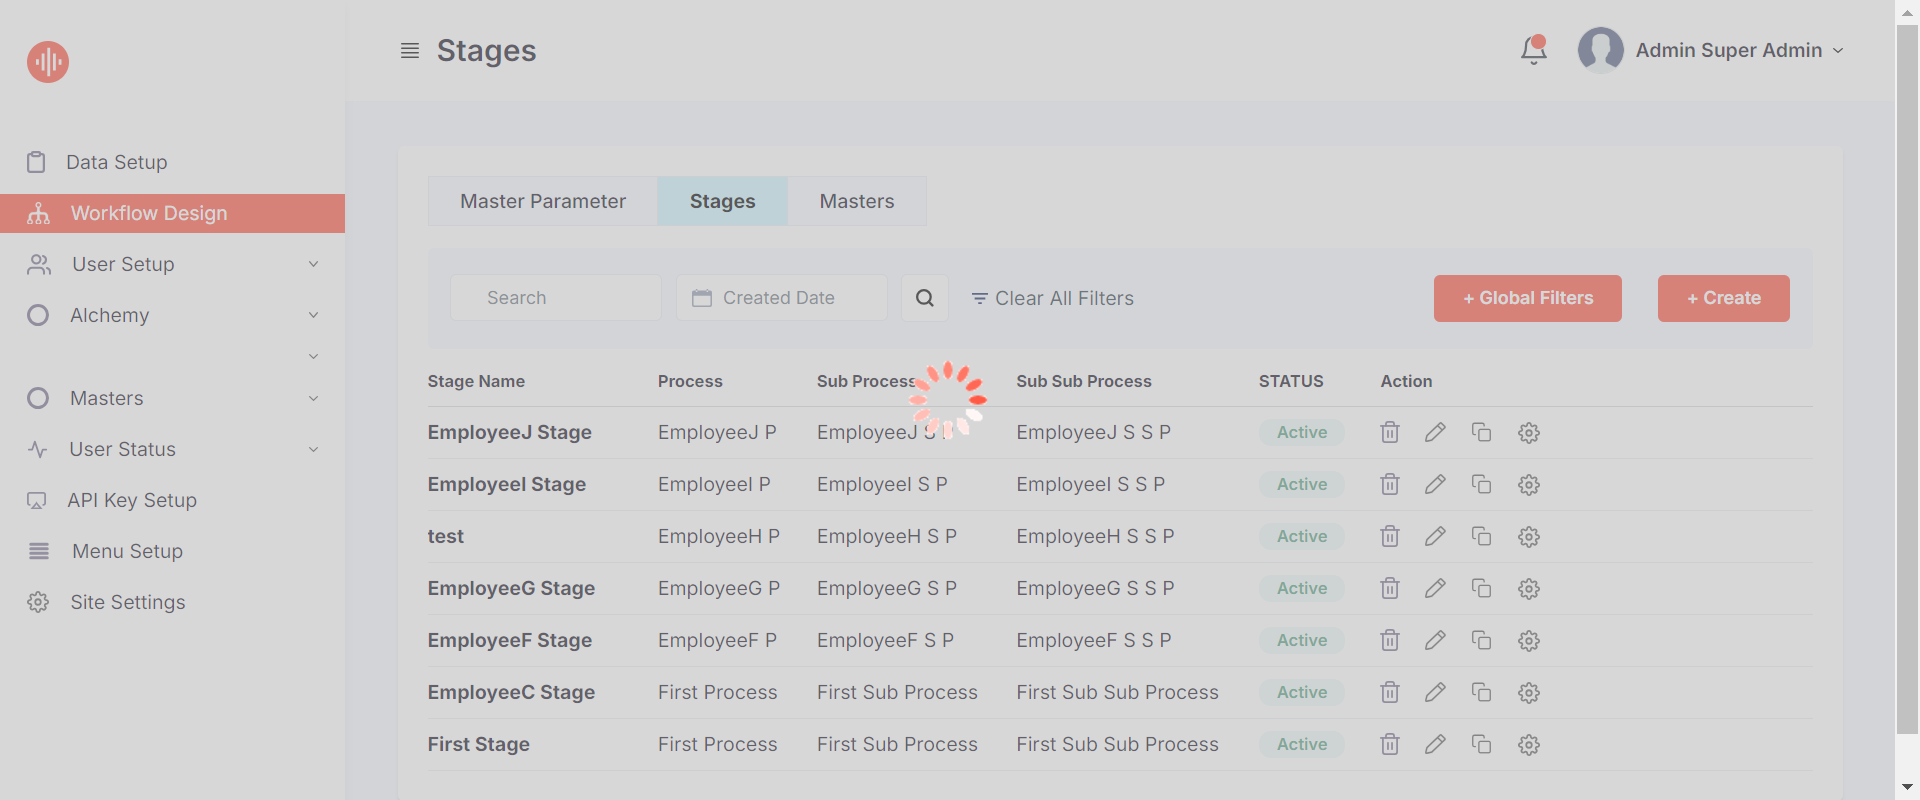 Stages
Admin Super Admin
Data Setup
Workflow Design
User Setup
Alchemy
Masters
User Status
API Key Setup
Menu Setup
Site Settings
Master Parameter Stages Masters
Search Created Date Clear All Filters + Global Filters + Create
Stage Name Process Sub Process Sub Sub Process STATUS Action
EmployeeJ Stage EmployeeJ P EmployeeJ S P EmployeeJ S S P Active
EmployeeI Stage EmployeeI P EmployeeI S P EmployeeI S S P Active
test EmployeeH P EmployeeH S P EmployeeH S S P Active
EmployeeG Stage EmployeeG P EmployeeG S P EmployeeG S S P Active
EmployeeF Stage EmployeeF P EmployeeF S P EmployeeF S S P Active
EmployeeC Stage First Process First Sub Process First Sub Sub Process Active
First Stage First Process First Sub Process First Sub Sub Process Active